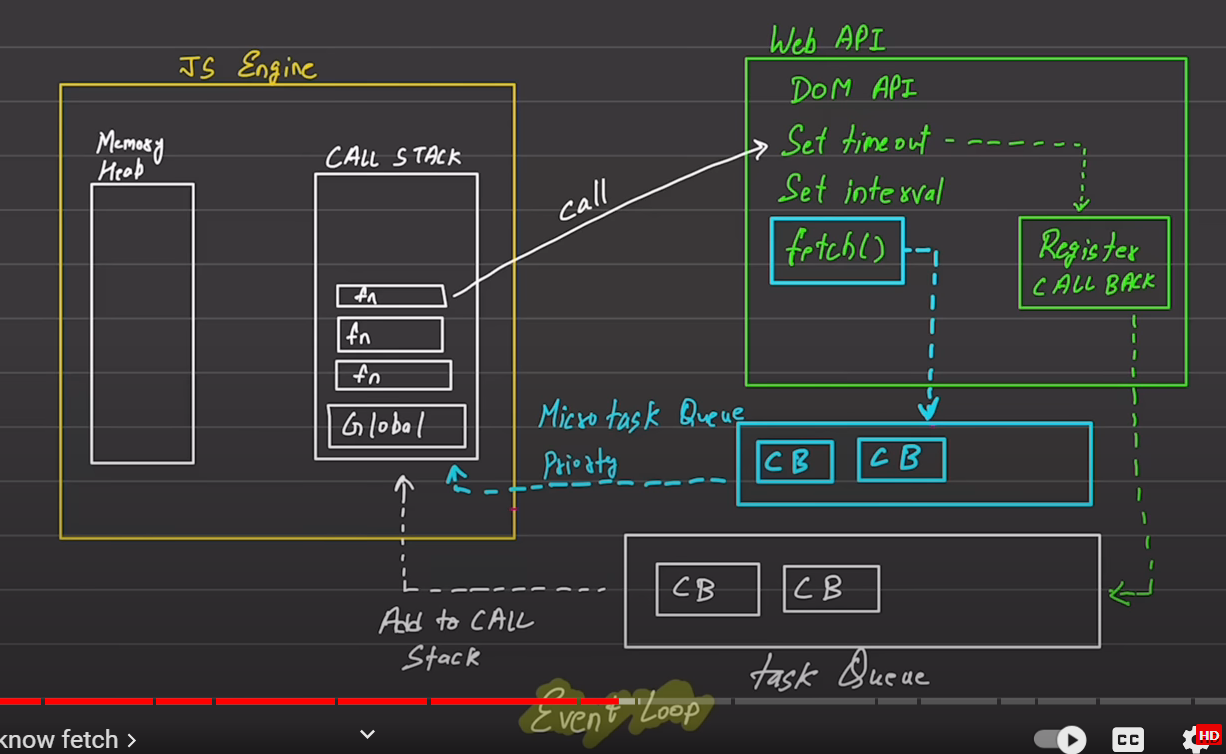 Web API
JS Engine
DOM API
Memory
Heap
CALL STACK
Set timeout
call
Set interval
fetch()
Register
CALL BACK
fn
fn
fn
Global
Micro task Queue
Priority
CB
CB
CB
CB
Add to CALL
Stack
task Queue
Event Loop
know fetch >
CC
HD